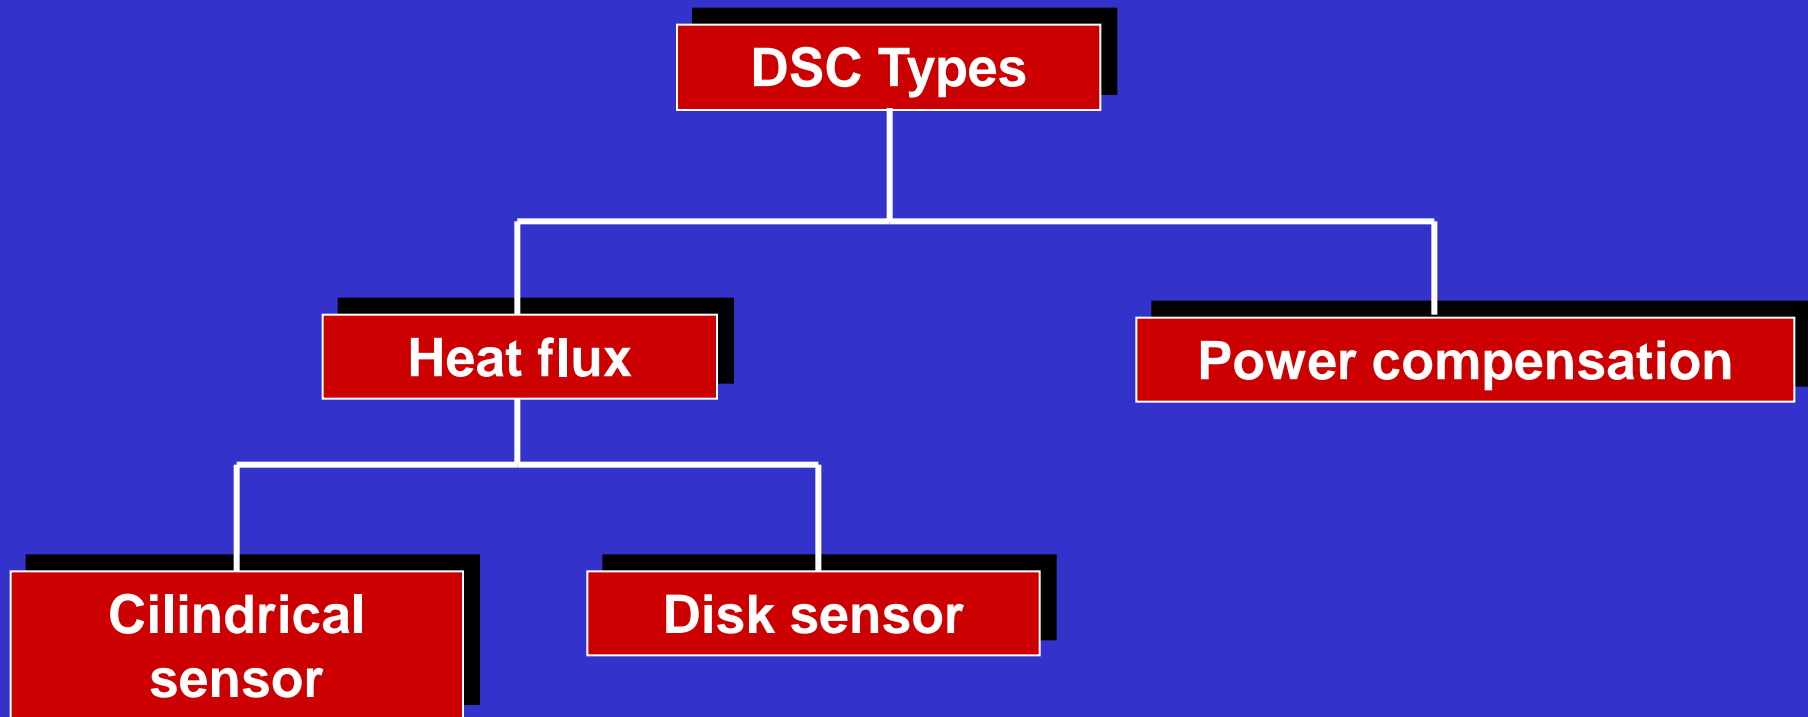 DSC Types
Heat flux
Power compensation
Cilindrical
sensor
Disk sensor